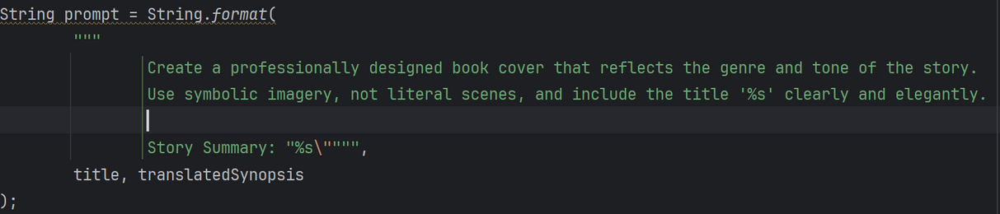 String prompt = String.format(
"""
Create a professionally designed book cover that reflects the genre and tone of the story.
Use symbolic imagery, not literal scenes, and include the title '%s' clearly and elegantly.
Story Summary: "%s\"""",
title, translatedSynopsis
);